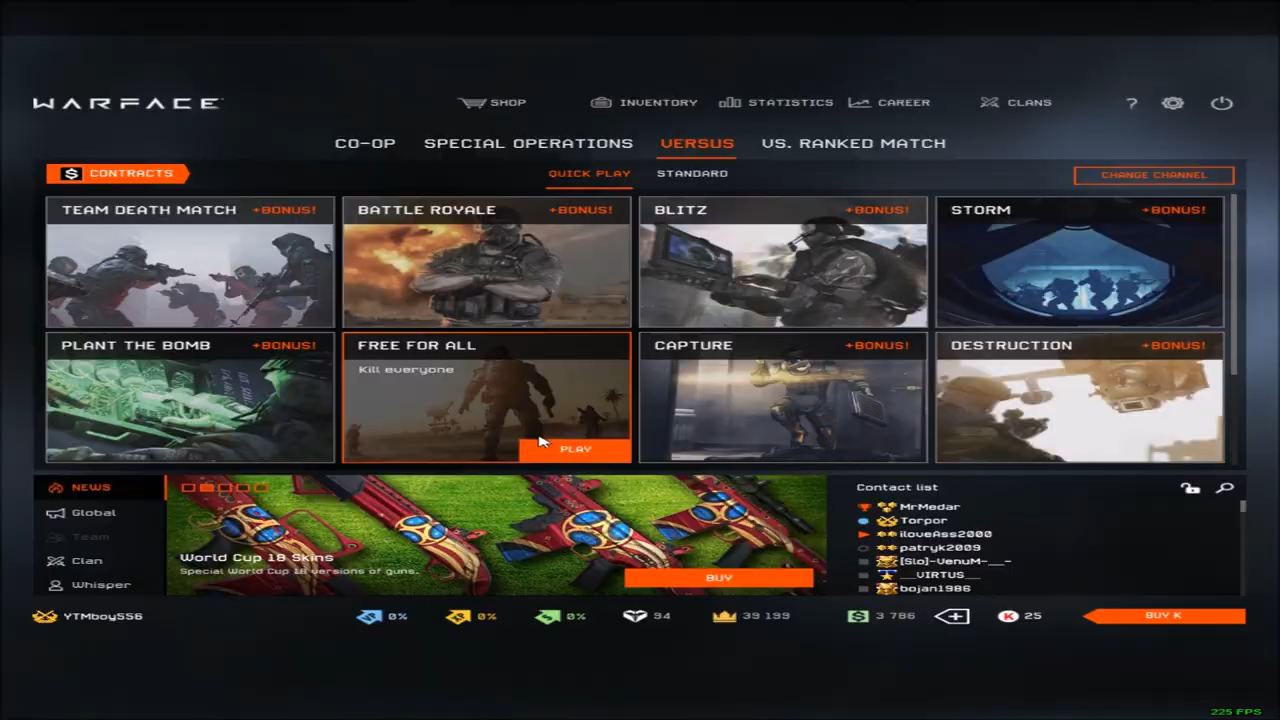 WARFACE
SHOP
INVENTORY
STATISTICS
CAREER
CLANS
?
CO-OP
SPECIAL OPERATIONS
VERSUS
VS. RANKED MATCH
$ CONTRACTS
QUICK PLAY
STANDARD
CHANGE CHANNEL
TEAM DEATH MATCH +BONUS!
BATTLE ROYALE +BONUS!
BLITZ +BONUS!
STORM +BONUS!
PLANT THE BOMB +BONUS!
FREE FOR ALL
CAPTURE +BONUS!
DESTRUCTION +BONUS!
Kill everyone
PLAY
NEWS
Global
Team
Clan
Whisper
World Cup 18 Skins
Special World Cup 18 versions of guns.
BUY
Contact list
MrMedar
Torpor
iloveAss2000
patryk2009
[Slo]-VenuM-__-
__VIRTUS__
bojan1986
YTMboy556
0%
0%
0%
94
39 199
$ 3 786
K 25
BUY K
225 FPS